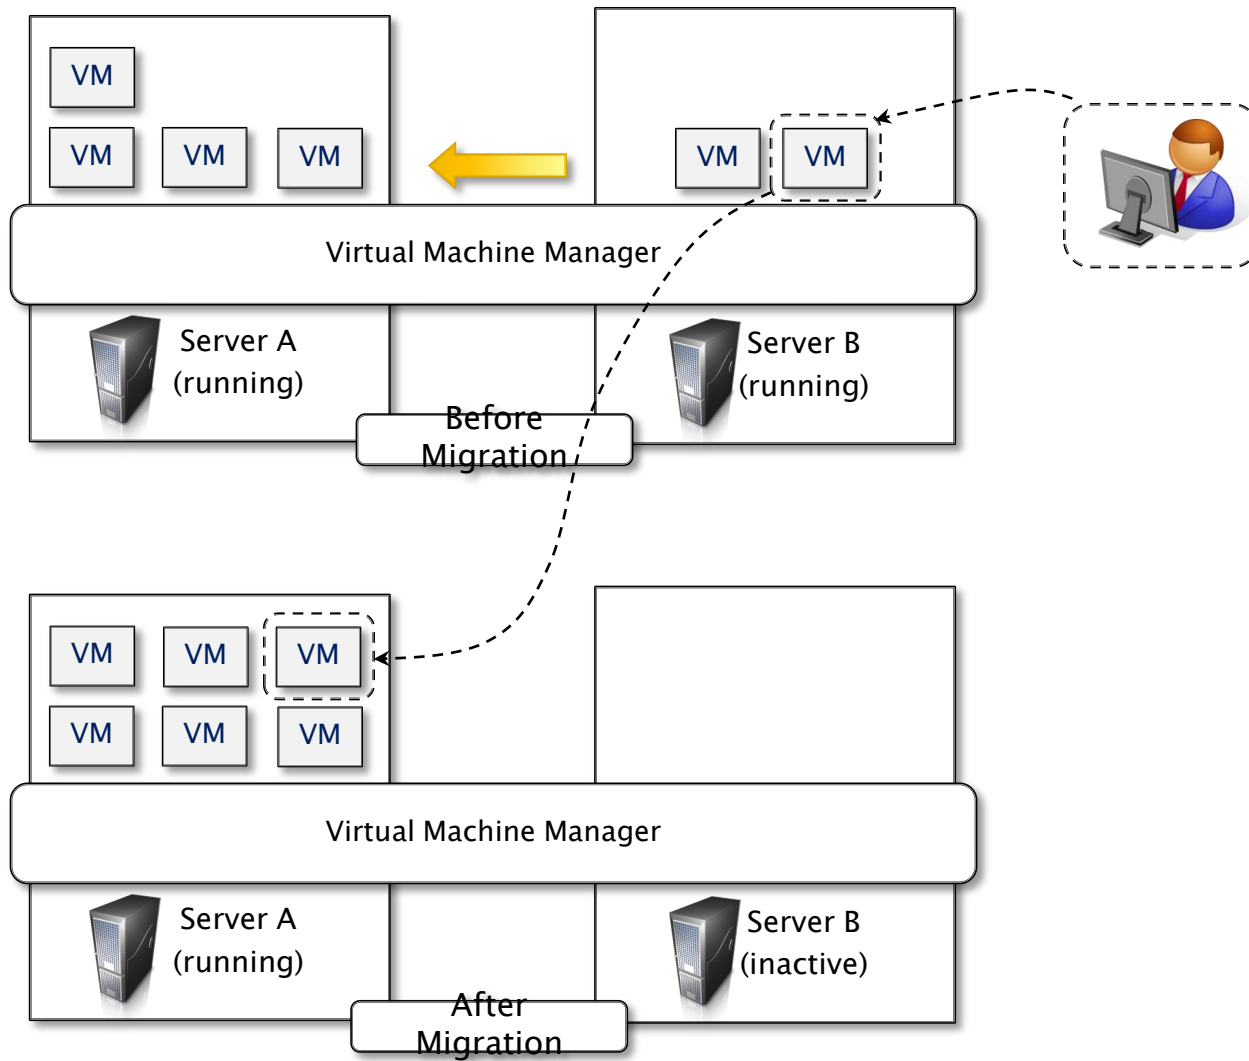 VM
VM VM VM
VM VM
Virtual Machine Manager
Server A
(running)
Server B
(running)
Before
Migration
VM VM VM
VM VM VM
Virtual Machine Manager
Server A
(running)
Server B
(inactive)
After
Migration